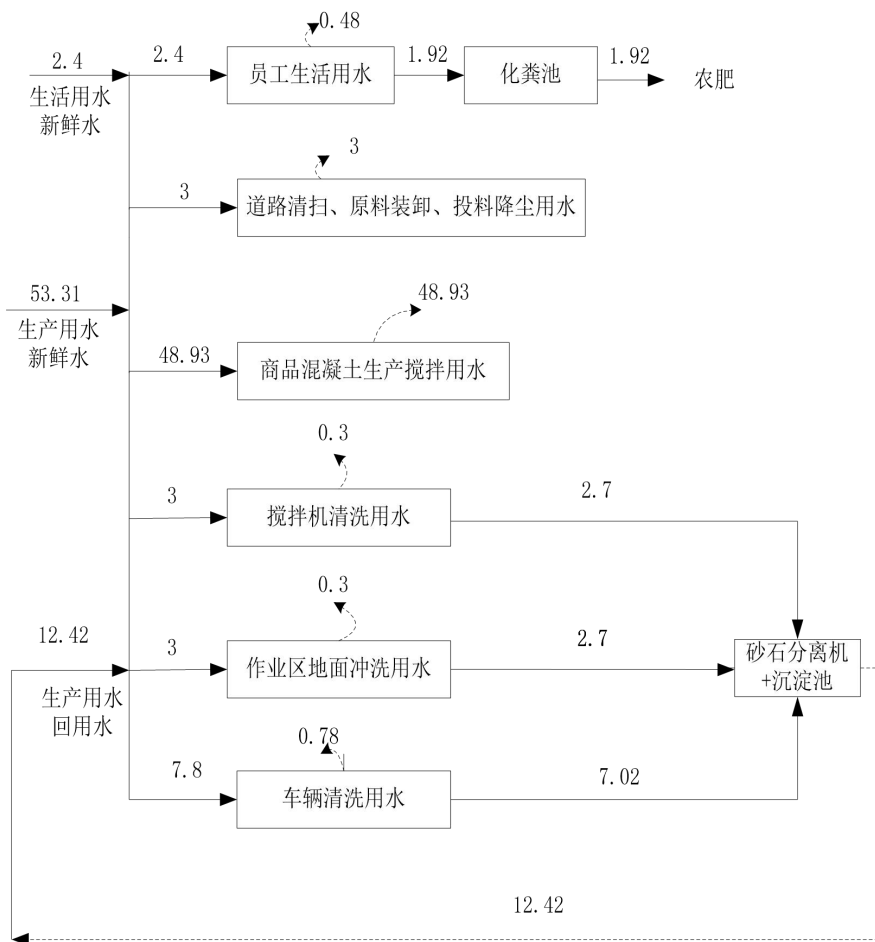 0.48
2.4
2.4
员工生活用水
1.92
化粪池
1.92
农肥
生活用水
新鲜水
3
3
道路清扫、原料装卸、投料降尘用水
53.31
生产用水
新鲜水
48.93
48.93
商品混凝土生产搅拌用水
0.3
3
搅拌机清洗用水
2.7
0.3
12.42
3
作业区地面冲洗用水
2.7
砂石分离机
+沉淀池
生产用水
回用水
0.78
7.8
车辆清洗用水
7.02
12.42